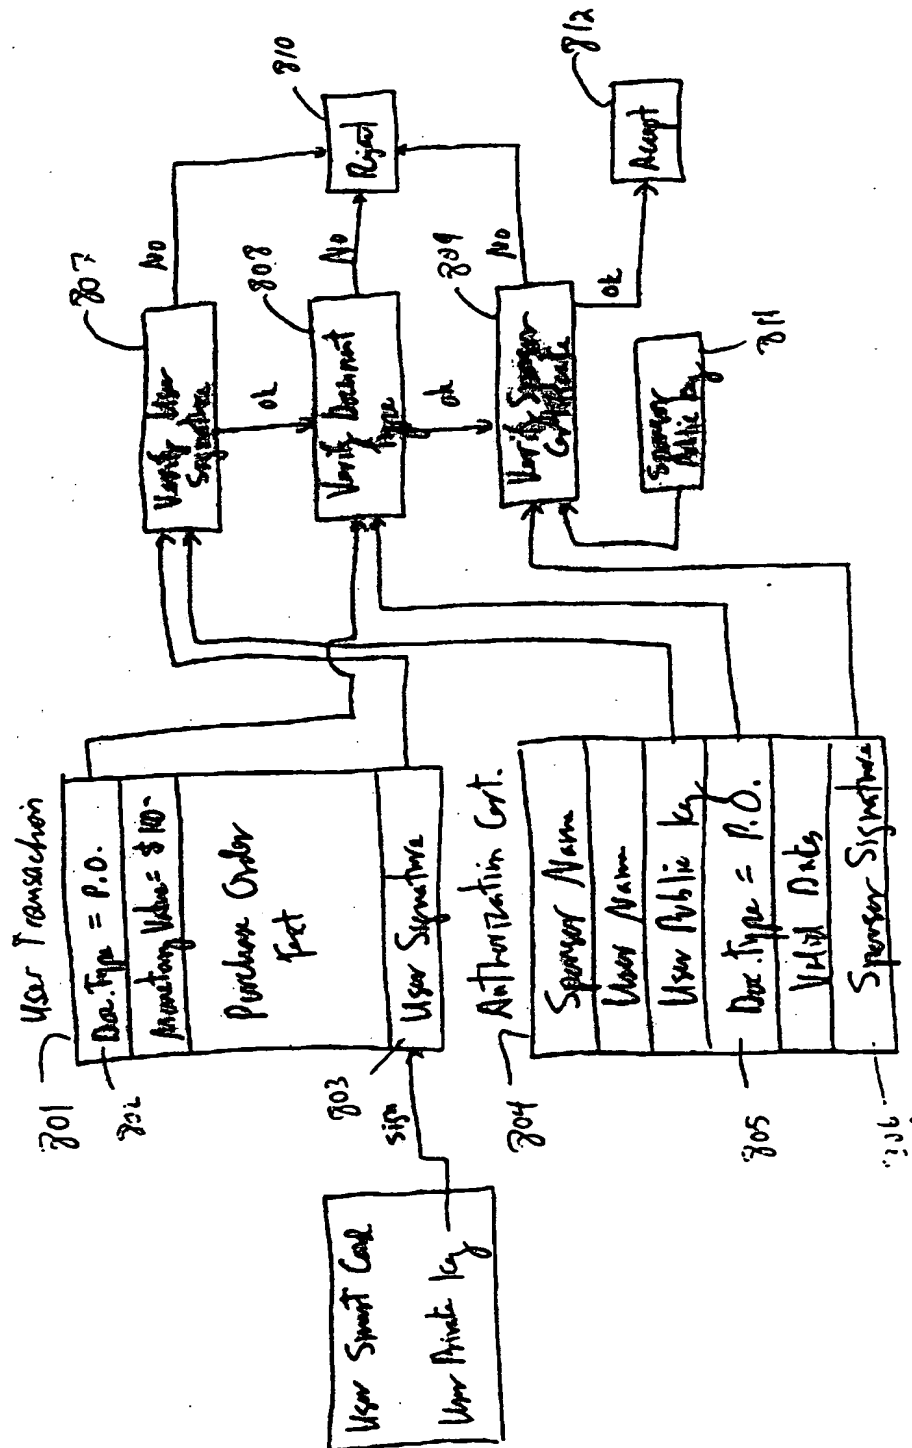 User Smart Card
User Private Key
sign
801
User Transaction
802
Doc. Type = P.O.
Monetary Value = $
Purchase Order
Text
803
User Signature
804
Authorization Cert.
Sponsor Name
User Name
User Public Key
805
Doc. Type = P.O.
Valid Dates
Sponsor Signature
807
Verify User
Signature
No
OK
808
Verify Document
Type
No
OK
809
Verify Sponsor
Certificate
No
OK
Sponsor
Public Key
811
810
Reject
812
Accept